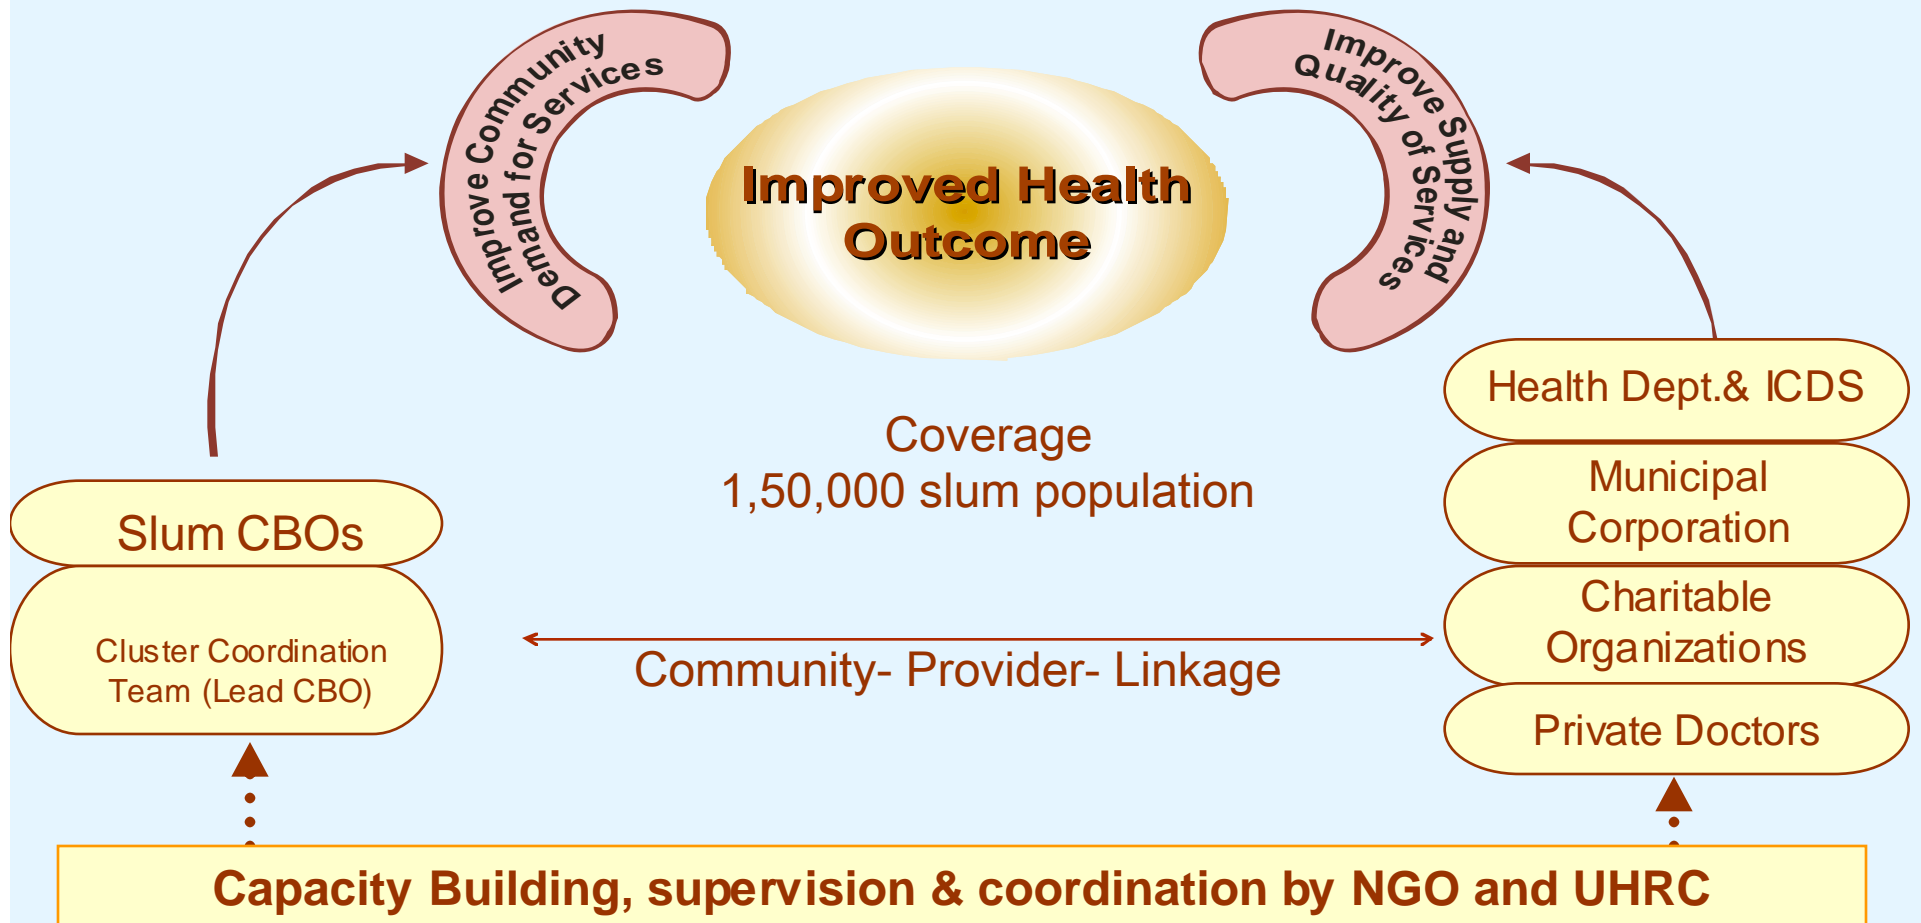 Improve Community
Demand for Services
Improve Supply and
Quality of Services
Improved Health
Outcome
Coverage
1,50,000 slum population
Slum CBOs
Cluster Coordination
Team (Lead CBO)
Community- Provider- Linkage
Health Dept.& ICDS
Municipal
Corporation
Charitable
Organizations
Private Doctors
Capacity Building, supervision & coordination by NGO and UHRC